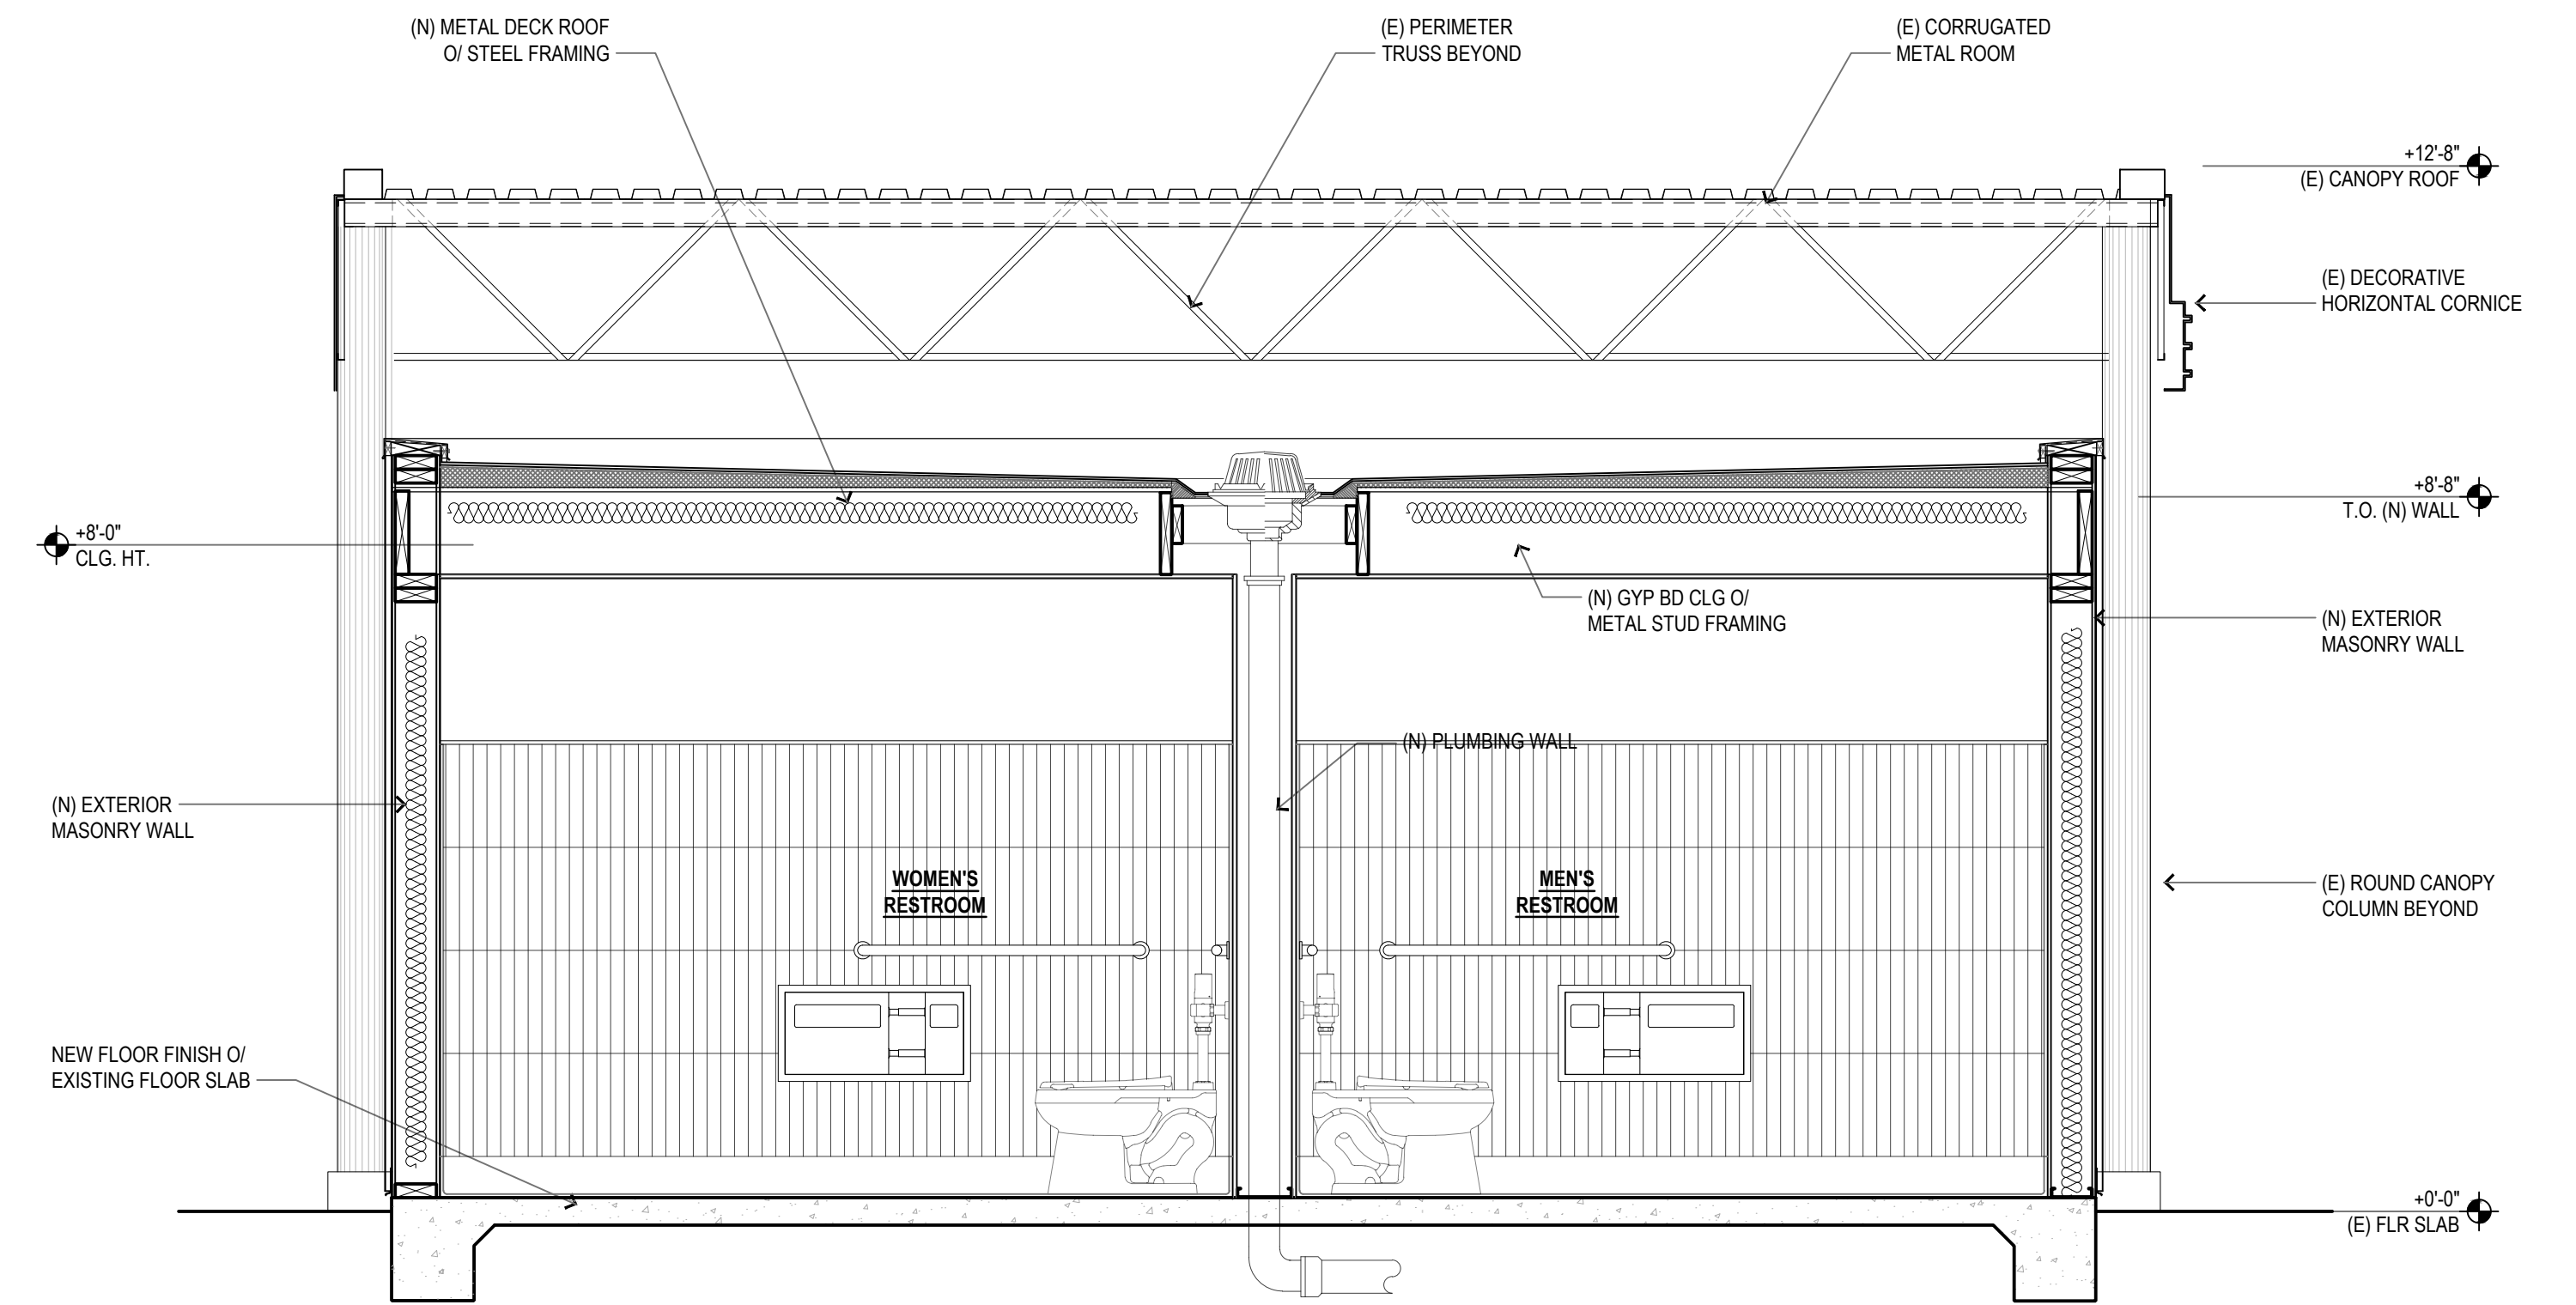 (N) METAL DECK ROOF
O/ STEEL FRAMING
(E) PERIMETER
TRUSS BEYOND
(E) CORRUGATED
METAL ROOM
+12'-8"
(E) CANOPY ROOF
(E) DECORATIVE
HORIZONTAL CORNICE
+8'-8"
T.O. (N) WALL
+8'-0"
CLG. HT.
(N) GYP BD CLG O/
METAL STUD FRAMING
(N) EXTERIOR
MASONRY WALL
(N) PLUMBING WALL
(N) EXTERIOR
MASONRY WALL
WOMEN'S
RESTROOM
MEN'S
RESTROOM
(E) ROUND CANOPY
COLUMN BEYOND
NEW FLOOR FINISH O/
EXISTING FLOOR SLAB
+0'-0"
(E) FLR SLAB